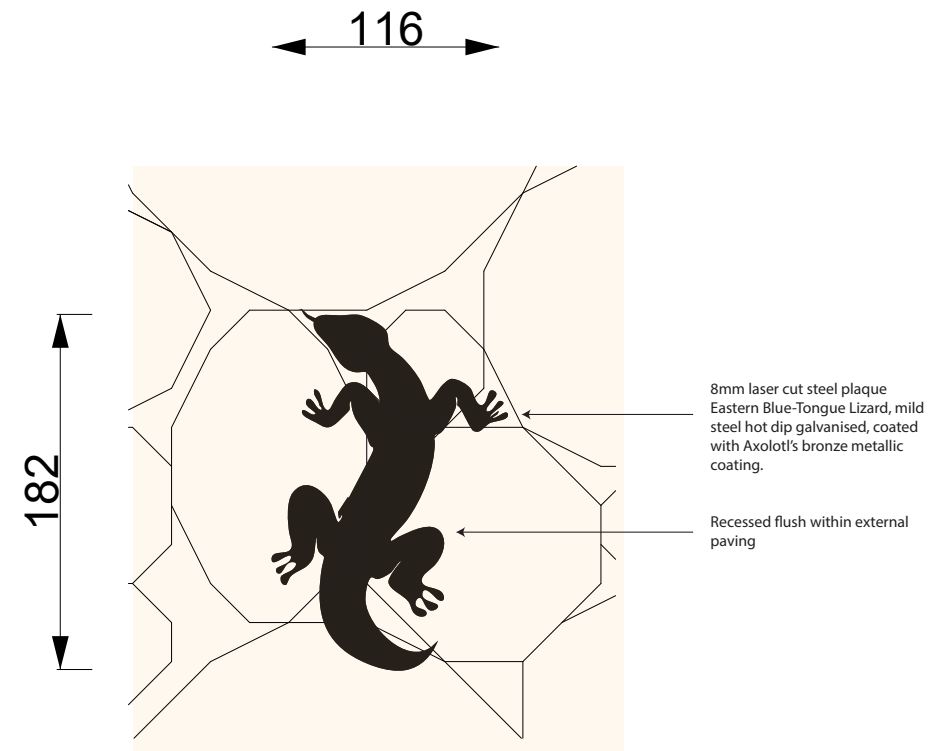 116
182
8mm laser cut steel plaque
Eastern Blue-Tongue Lizard, mild
steel hot dip galvanised, coated
with Axolotl’s bronze metallic
coating.
Recessed flush within external
paving